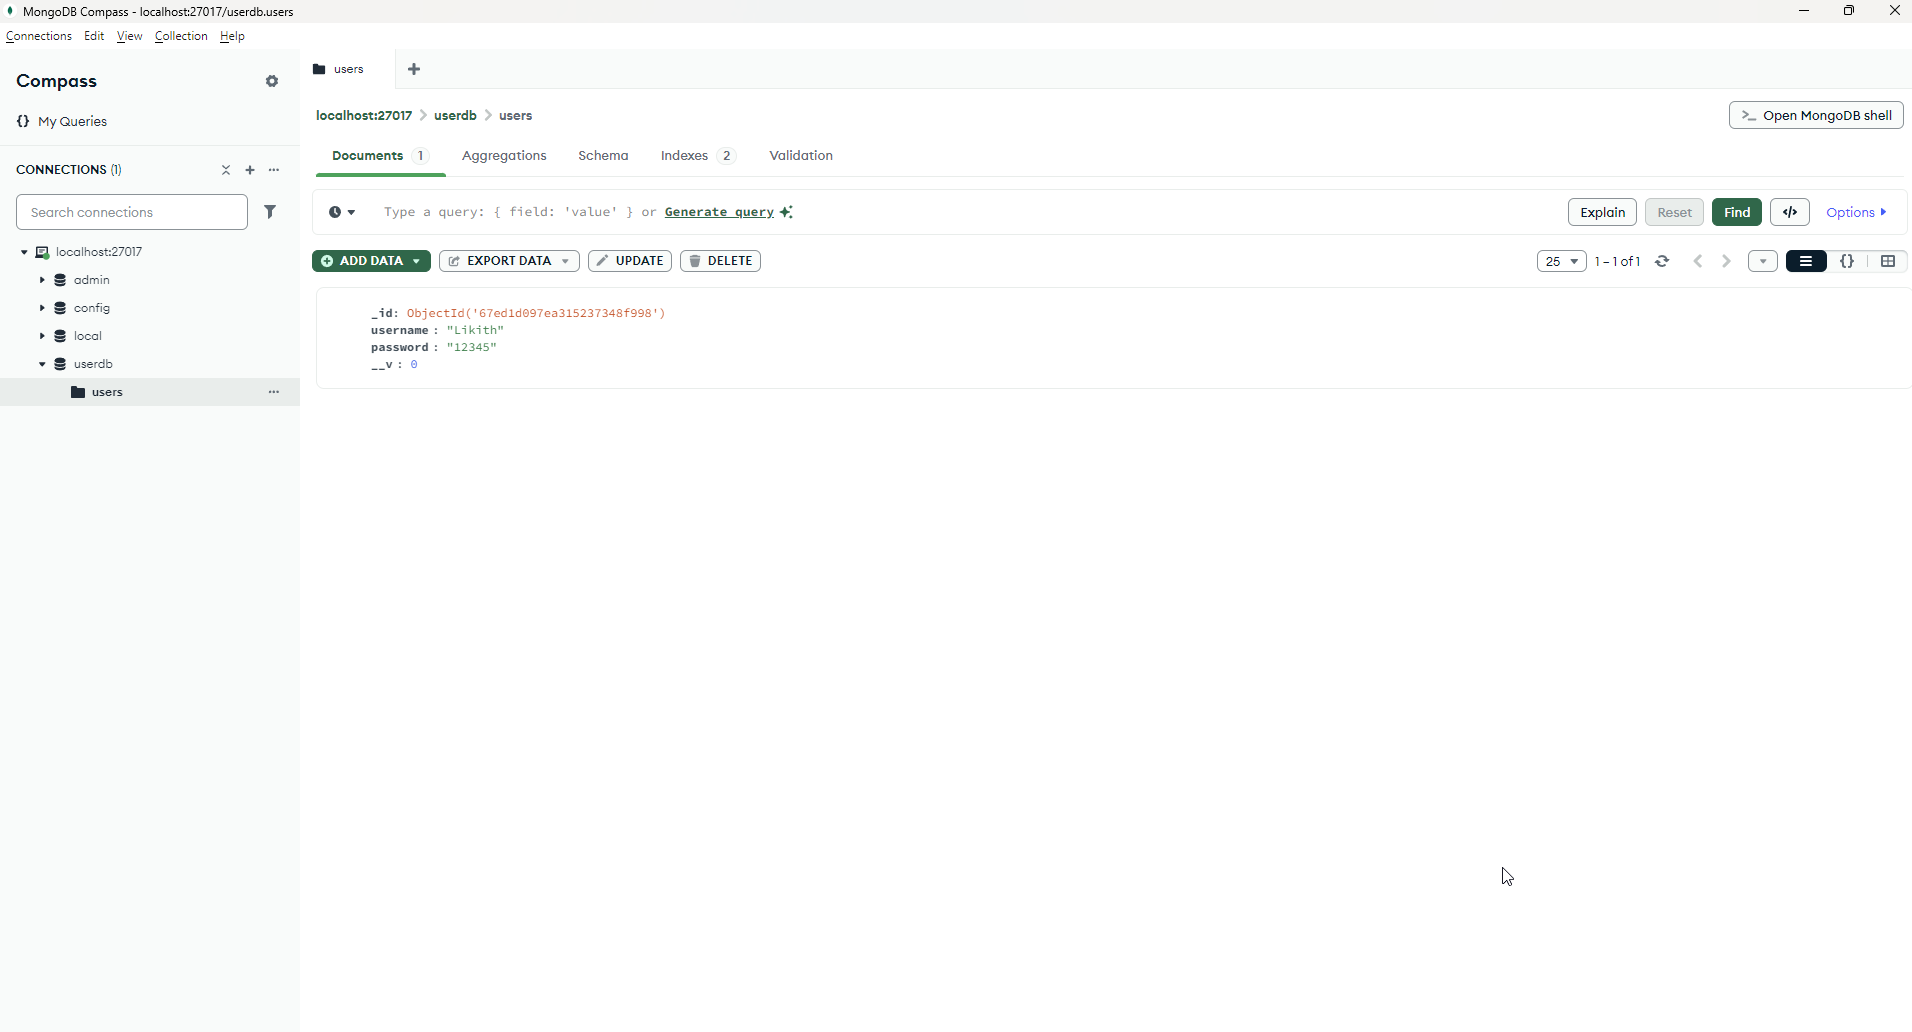 MongoDB Compass - localhost:27017/userdb.users
Connections Edit View Collection Help
Compass
{} My Queries
CONNECTIONS (1)
Search connections
localhost:27017
admin
config
local
userdb
users
users
localhost:27017 > userdb > users
>_ Open MongoDB shell
Documents 1 Aggregations Schema Indexes 2 Validation
Type a query: { field: 'value' } or Generate query
Explain Reset Find </> Options
ADD DATA EXPORT DATA UPDATE DELETE
25 1 – 1 of 1 {}
_id: ObjectId('67ed1d097ea315237348f998')
username : "Likith"
password : "12345"
__v : 0